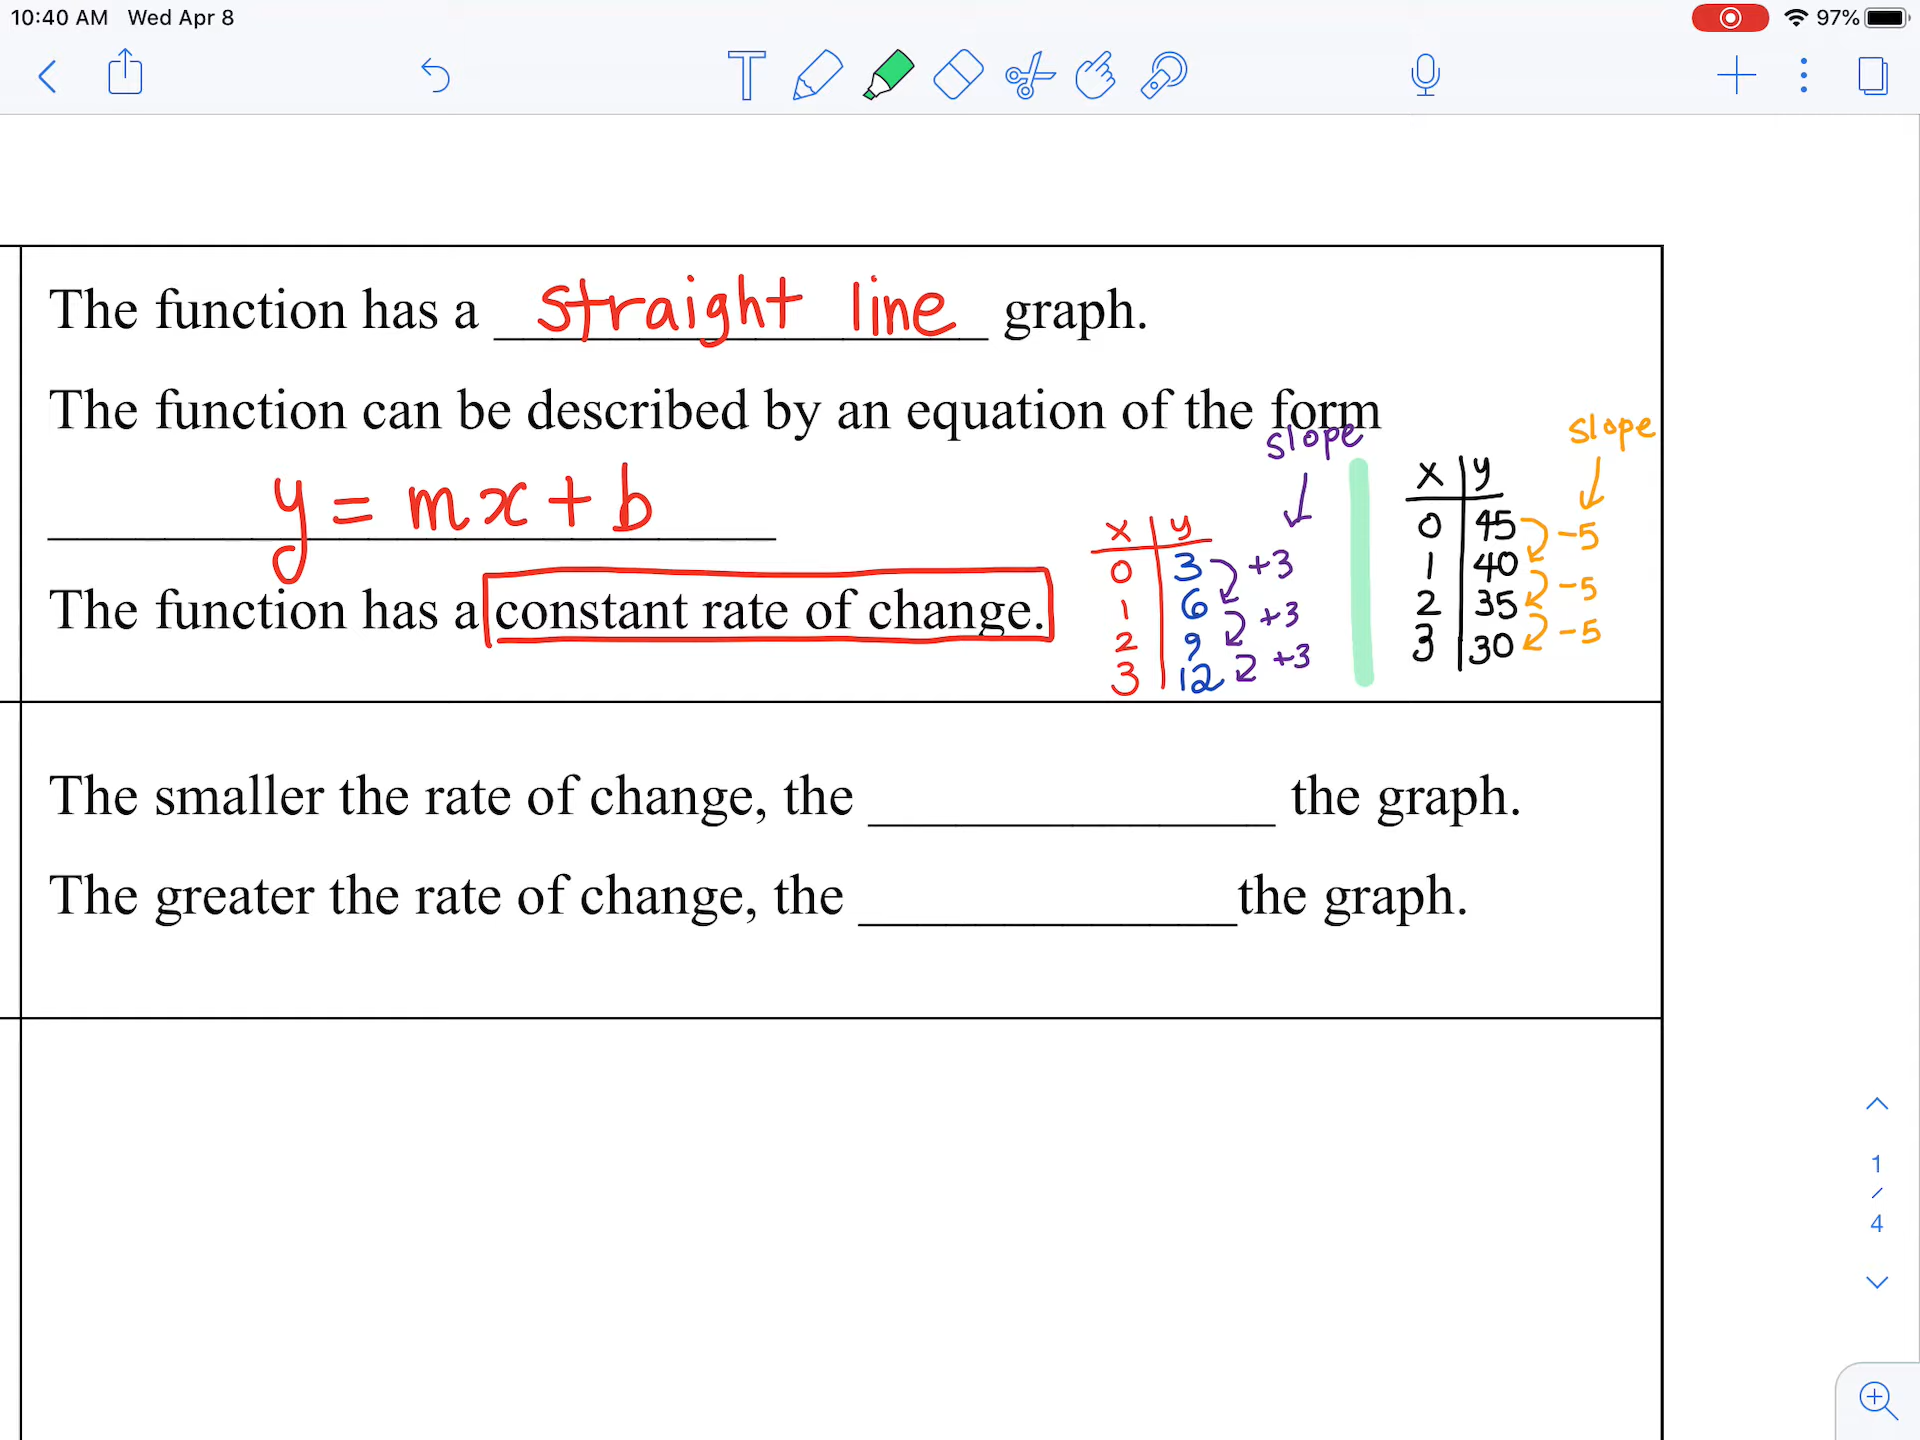 10:40 AM Wed Apr 8 97%
The function has a straight line graph.
The function can be described by an equation of the form
y = mx + b
The function has a constant rate of change.
slope
x y
0 3 +3
1 6 +3
2 9 +3
3 12
slope
x y
0 45 -5
1 40 -5
2 35 -5
3 30
The smaller the rate of change, the ______________ the graph.
The greater the rate of change, the _____________the graph.
1
/
4